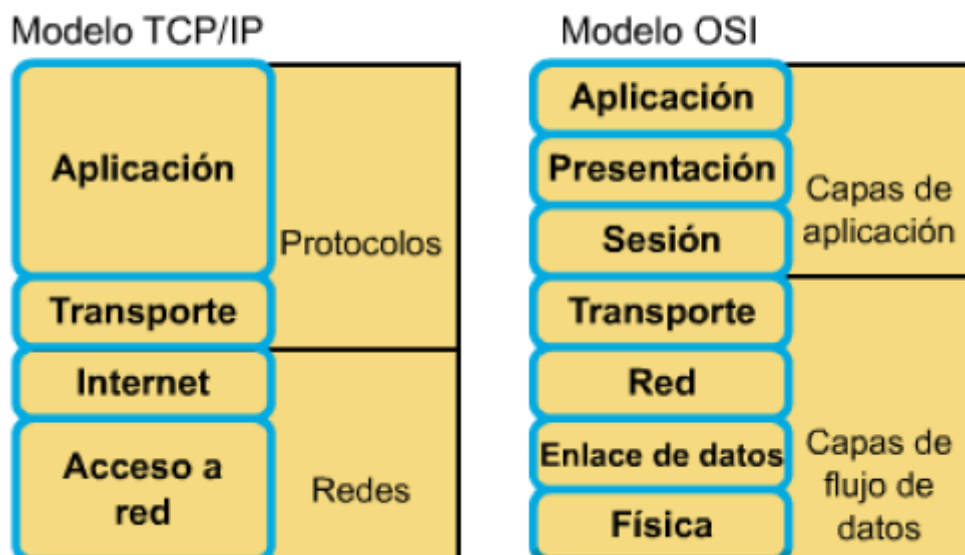 Modelo TCP/IP
Aplicación
Transporte
Internet
Acceso a
red
Protocolos
Redes
Modelo OSI
Aplicación
Presentación
Sesión
Transporte
Red
Enlace de datos
Física
Capas de
aplicación
Capas de
flujo de
datos